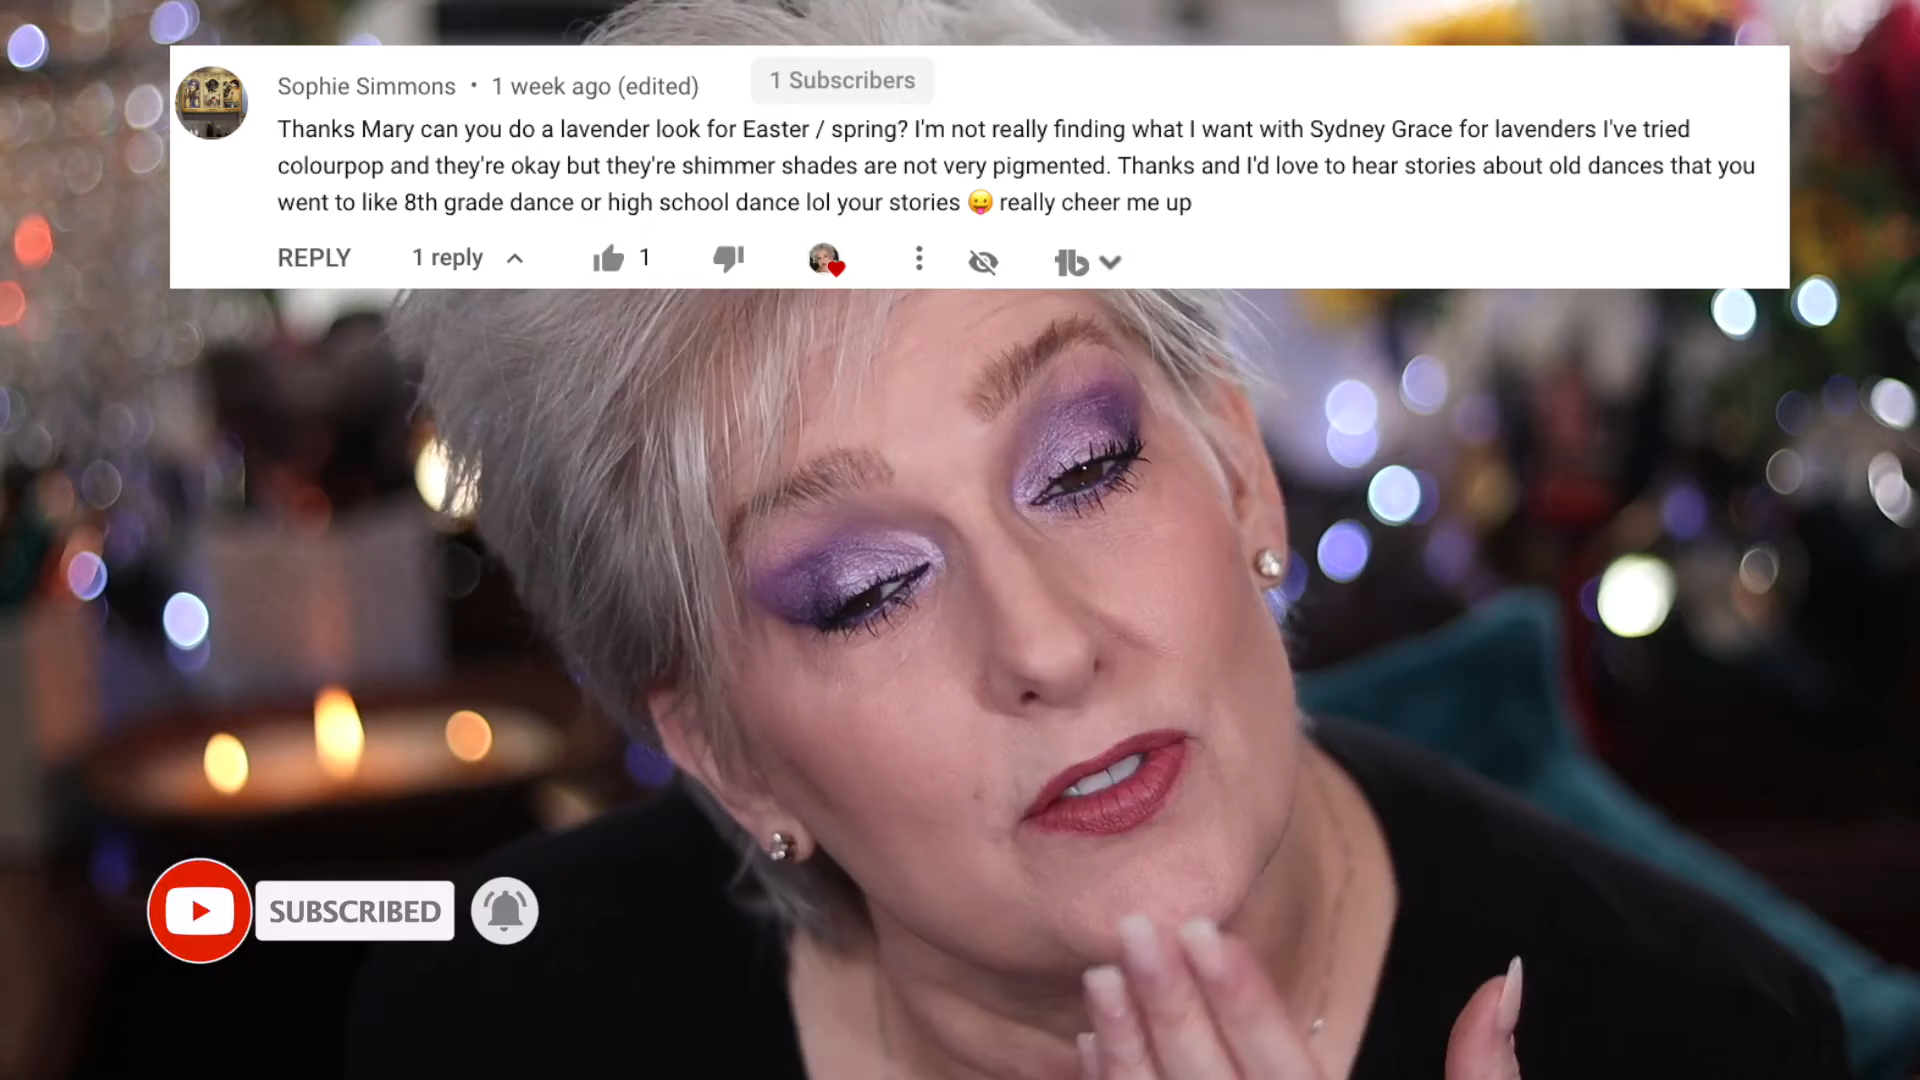 Sophie Simmons • 1 week ago (edited) 1 Subscribers
Thanks Mary can you do a lavender look for Easter / spring? I'm not really finding what I want with Sydney Grace for lavenders I've tried
colourpop and they're okay but they're shimmer shades are not very pigmented. Thanks and I'd love to hear stories about old dances that you
went to like 8th grade dance or high school dance lol your stories 😛 really cheer me up
REPLY 1 reply 1
SUBSCRIBED